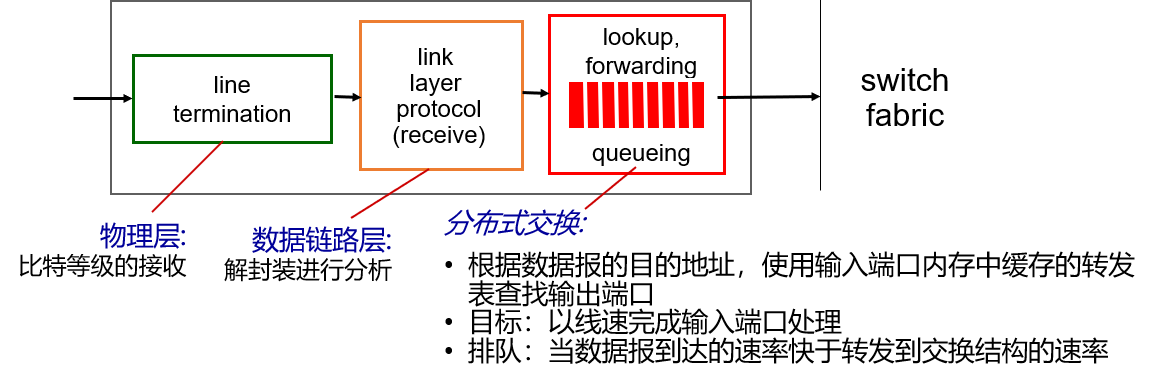 line
termination
link
layer
protocol
(receive)
lookup,
forwarding
queueing
switch
fabric
物理层:
比特等级的接收
数据链路层:
解封装进行分析
分布式交换:
• 根据数据报的目的地址，使用输入端口内存中缓存的转发
表查找输出端口
• 目标：以线速完成输入端口处理
• 排队：当数据报到达的速率快于转发到交换结构的速率